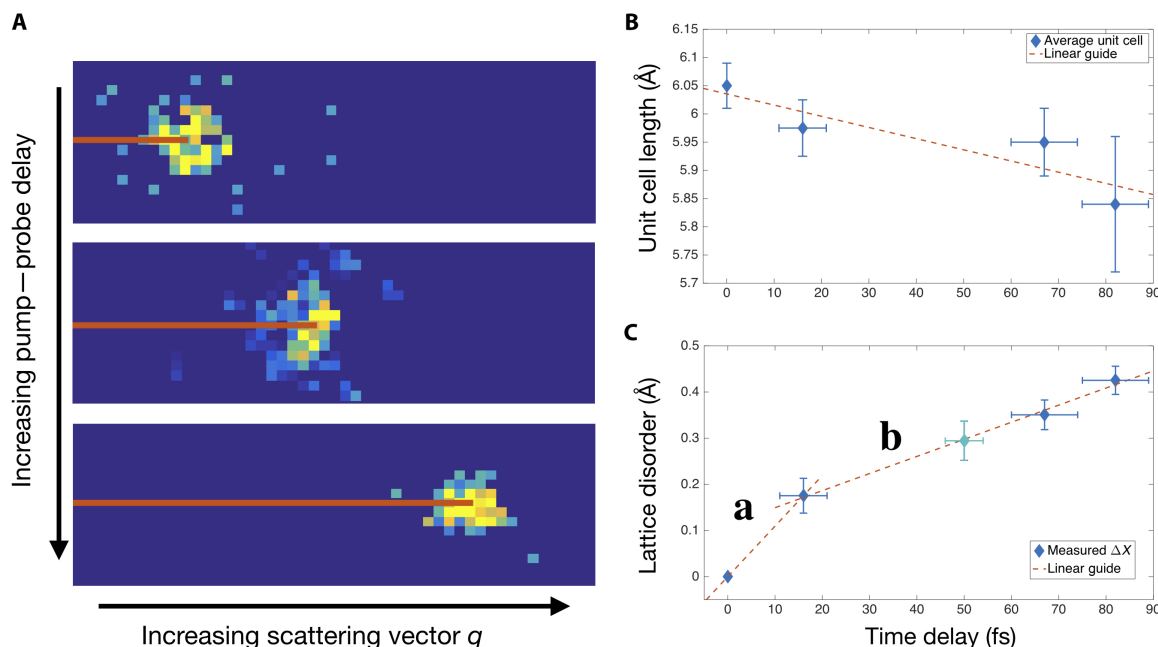 A
Increasing pump—probe delay
Increasing scattering vector q
B
Unit cell length (Å)
6.15
6.1
6.05
6
5.95
5.9
5.85
5.8
5.75
5.7
0
10
20
30
40
50
60
70
80
90
Average unit cell
Linear guide
C
Lattice disorder (Å)
0.5
0.4
0.3
0.2
0.1
0
a
b
Measured ΔX
Linear guide
0
10
20
30
40
50
60
70
80
90
Time delay (fs)